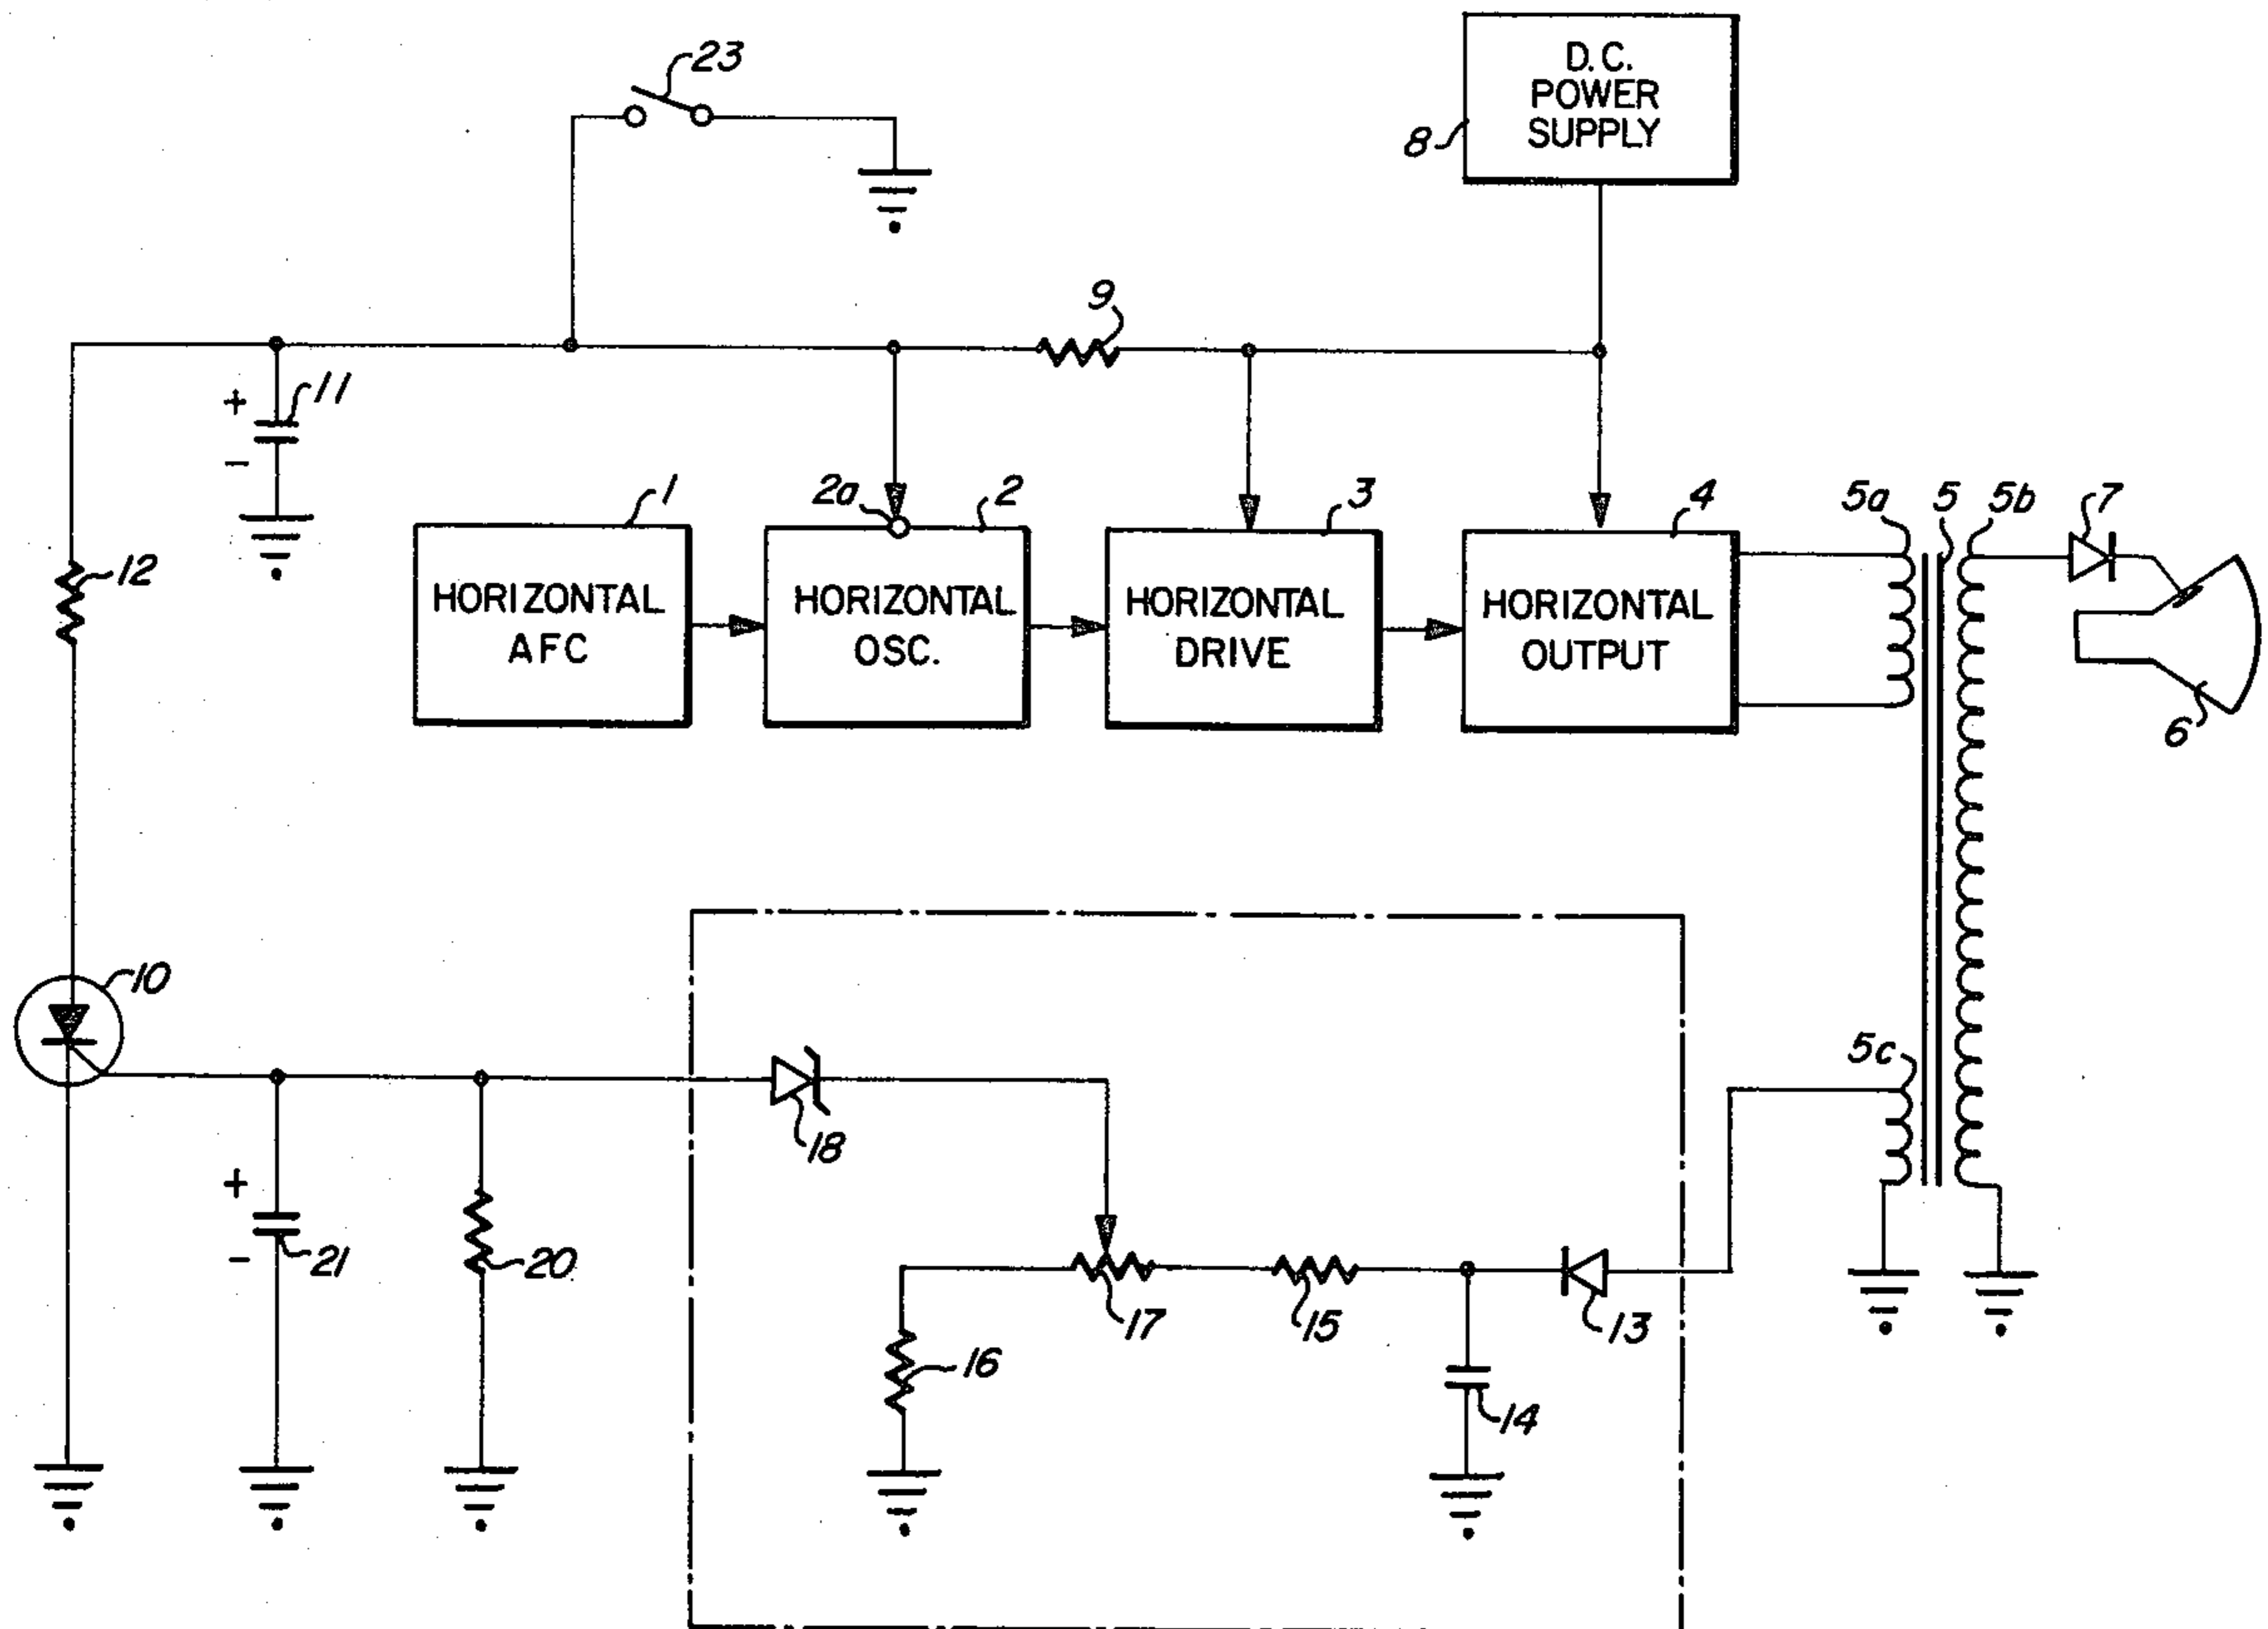 23
D.C.
POWER
SUPPLY
8
9
+
11
-
1
2a
2
3
4
5a
5
5b
7
12
HORIZONTAL
AFC
HORIZONTAL
OSC.
HORIZONTAL
DRIVE
HORIZONTAL
OUTPUT
6
10
5c
18
+
21
-
20
17
15
13
16
14